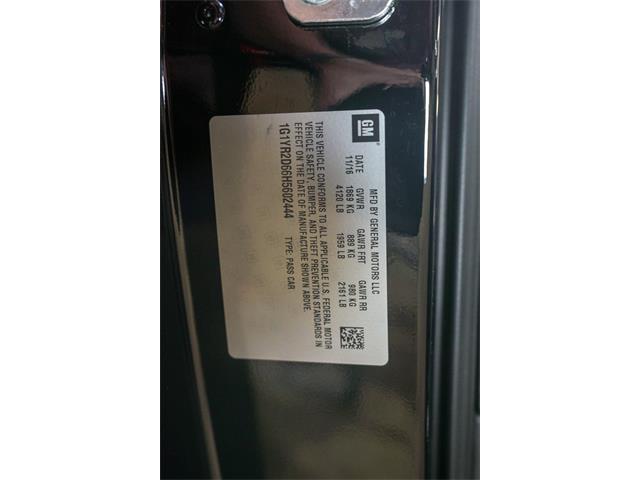 GM
MFD BY GENERAL MOTORS LLC
DATE GVWR GAWR FRT GAWR RR
11/16 1869 KG 889 KG 980 KG
4120 LB 1959 LB 2161 LB
THIS VEHICLE CONFORMS TO ALL APPLICABLE U.S. FEDERAL MOTOR
VEHICLE SAFETY, BUMPER, AND THEFT PREVENTION STANDARDS IN
EFFECT ON THE DATE OF MANUFACTURE SHOWN ABOVE.
1G1YR2D66H5602444 TYPE: PASS CAR